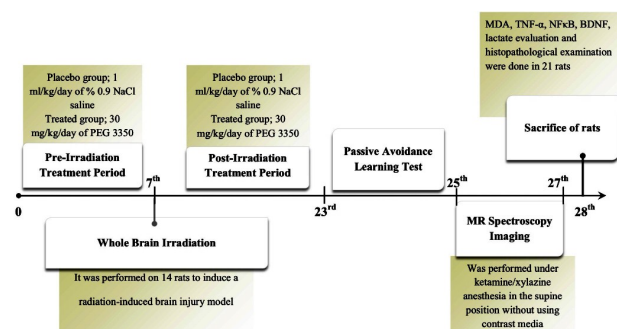 MDA, TNF-α, NFκB, BDNF,
lactate evaluation and
histopathological examination
were done in 21 rats
Placebo group; 1
ml/kg/day of % 0.9 NaCl
saline
Treated group; 30
mg/kg/day of PEG 3350
Placebo group; 1
ml/kg/day of % 0.9 NaCl
saline
Treated group; 30
mg/kg/day of PEG 3350
Sacrifice of rats
Pre-Irradiation
Treatment Period
Post-Irradiation
Treatment Period
Passive Avoidance
Learning Test
0
7th
23rd
25th
27th
28th
Whole Brain Irradiation
It was performed on 14 rats to induce a
radiation-induced brain injury model
MR Spectroscopy
Imaging
Was performed under
ketamine/xylazine
anesthesia in the supine
position without using
contrast media